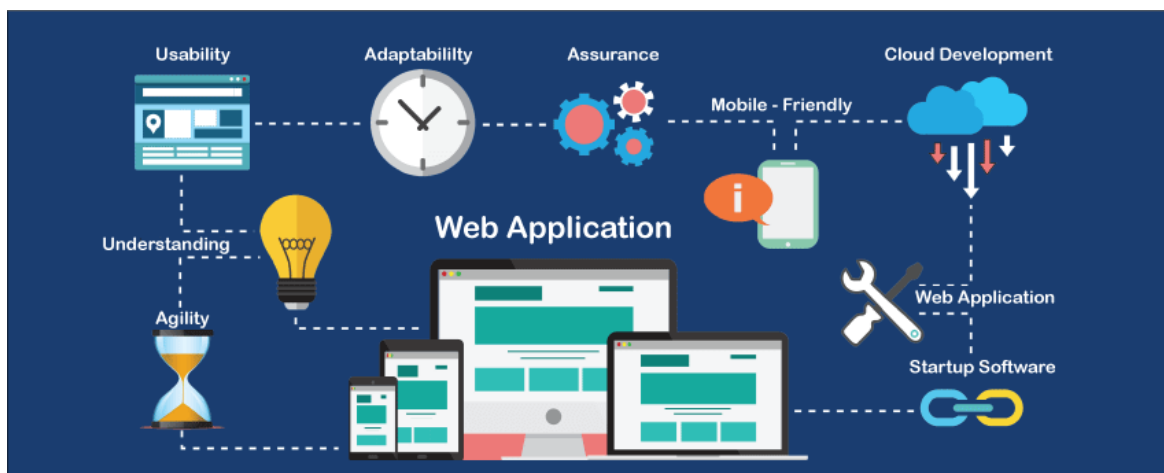 Usability
Adaptabililty
Assurance
Cloud Development
Mobile - Friendly
i
Web Application
Understanding
Web Application
Agility
Startup Software